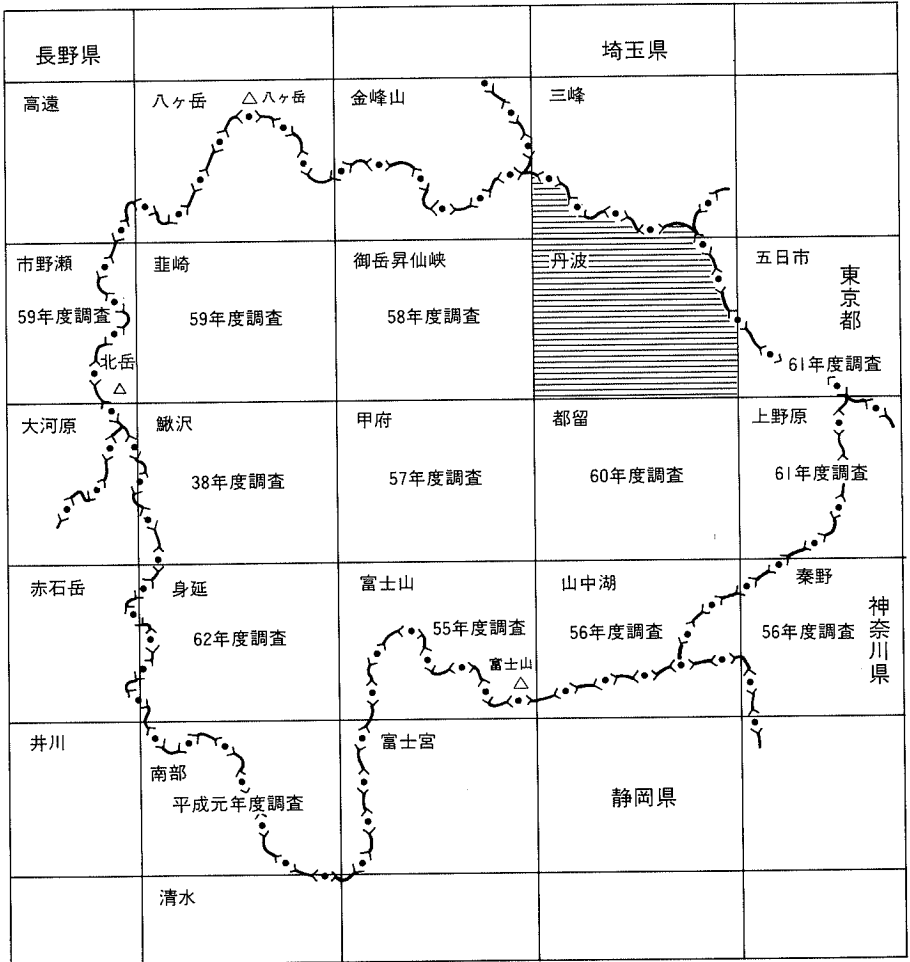 長野県
埼玉県
高遠
八ヶ岳
八ヶ岳
金峰山
三峰
市野瀬
59年度調査
北岳
韮崎
59年度調査
御岳昇仙峡
58年度調査
丹波
五日市
東京都
61年度調査
大河原
鰍沢
38年度調査
甲府
57年度調査
都留
60年度調査
上野原
61年度調査
赤石岳
身延
62年度調査
富士山
55年度調査
富士山
山中湖
56年度調査
秦野
56年度調査
神奈川県
井川
南部
平成元年度調査
富士宮
静岡県
清水